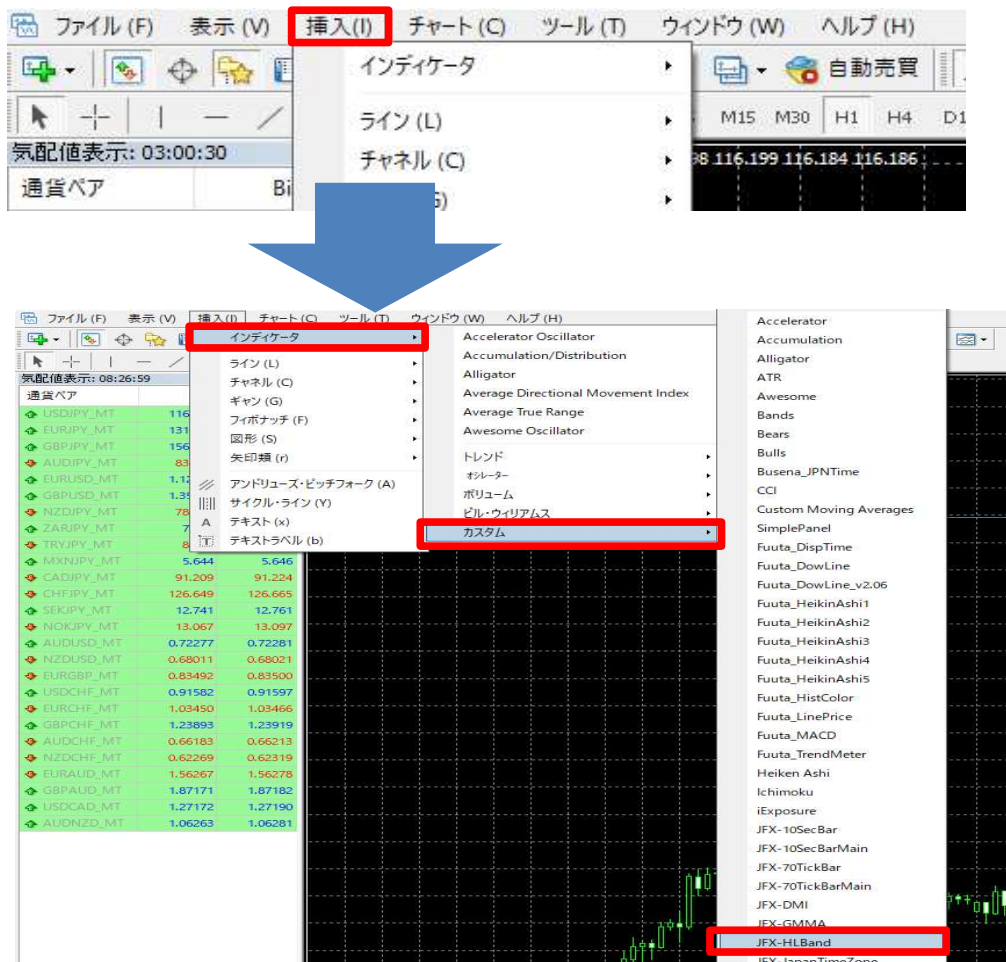 ファイル (F) 表示 (V) 挿入(I) チャート (C) ツール (T) ウィンドウ (W) ヘルプ (H)
インディケータ
自動売買
ライン (L)
M15 M30 H1 H4 D1
気配値表示: 03:00:30
チャネル (C)
116.199 116.184 116.186
通貨ペア Bi
ファイル (F) 表示 (V) 挿入(I) チャート (C) ツール (T) ウィンドウ (W) ヘルプ (H)
気配値表示: 08:26:59
通貨ペア
USDJPY_MT 116
EURJPY_MT 131
GBPJPY_MT 156
AUDJPY_MT 83
EURUSD_MT 1.12
GBPUSD_MT 1.35
NZDJPY_MT 78
ZARJPY_MT 7
TRYJPY_MT 8
MXNJPY_MT 5.644 5.646
CADJPY_MT 91.209 91.224
CHFJPY_MT 126.649 126.665
SEKJPY_MT 12.741 12.761
NOKJPY_MT 13.067 13.097
AUDUSD_MT 0.72277 0.72281
NZDUSD_MT 0.68011 0.68021
EURGBP_MT 0.83492 0.83500
USDCHF_MT 0.91582 0.91597
EURCHF_MT 1.03450 1.03466
GBPCHF_MT 1.23893 1.23919
AUDCHF_MT 0.66183 0.66213
NZDCHF_MT 0.62269 0.62319
EURAUD_MT 1.56267 1.56278
GBPAUD_MT 1.87171 1.87182
USDCAD_MT 1.27172 1.27190
AUDNZD_MT 1.06263 1.06281
インディケータ
ライン (L)
チャネル (C)
ギャン (G)
フィボナッチ (F)
図形 (S)
矢印類 (r)
アンドリューズ・ピッチフォーク (A)
サイクル・ライン (Y)
テキスト (x)
テキストラベル (b)
Accelerator Oscillator
Accumulation/Distribution
Alligator
Average Directional Movement Index
Average True Range
Awesome Oscillator
トレンド
オシレーター
ボリューム
ビル・ウィリアムス
カスタム
Accelerator
Accumulation
Alligator
ATR
Awesome
Bands
Bears
Bulls
Busena_JPNTime
CCI
Custom Moving Averages
SimplePanel
Fuuta_DispTime
Fuuta_DowLine
Fuuta_DowLine_v2.06
Fuuta_HeikinAshi1
Fuuta_HeikinAshi2
Fuuta_HeikinAshi3
Fuuta_HeikinAshi4
Fuuta_HeikinAshi5
Fuuta_HistColor
Fuuta_LinePrice
Fuuta_MACD
Fuuta_TrendMeter
Heiken Ashi
Ichimoku
iExposure
JFX-10SecBar
JFX-10SecBarMain
JFX-70TickBar
JFX-70TickBarMain
JFX-DMI
JFX-GMMA
JFX-HLBand
JFX-JapanTimeZone